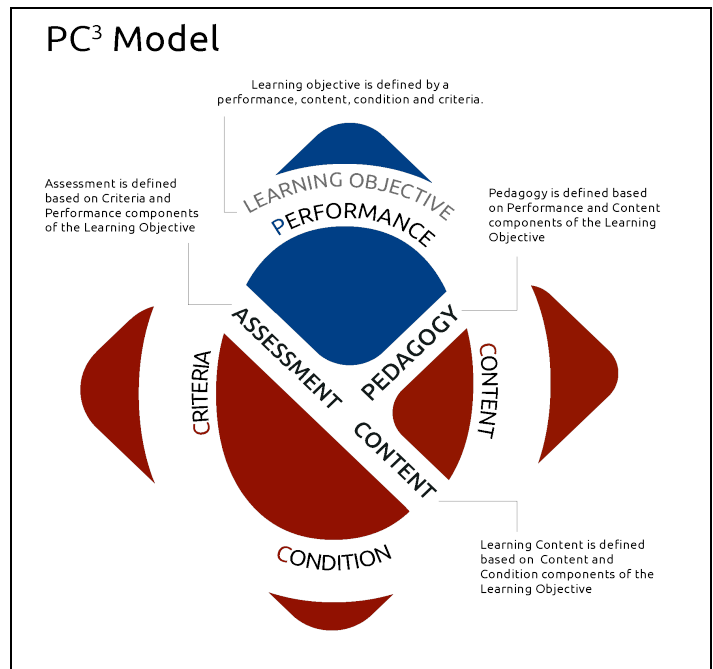 PC³ Model
Learning objective is defined by a
performance, content, condition and criteria.
Assessment is defined
based on Criteria and
Performance components
of the Learning Objective
Pedagogy is defined based
on Performance and Content
components of the Learning
Objective
LEARNING OBJECTIVE
PERFORMANCE
ASSESSMENT
PEDAGOGY
CRITERIA
CONTENT
CONTENT
CONDITION
Learning Content is defined
based on Content and
Condition components of the
Learning Objective